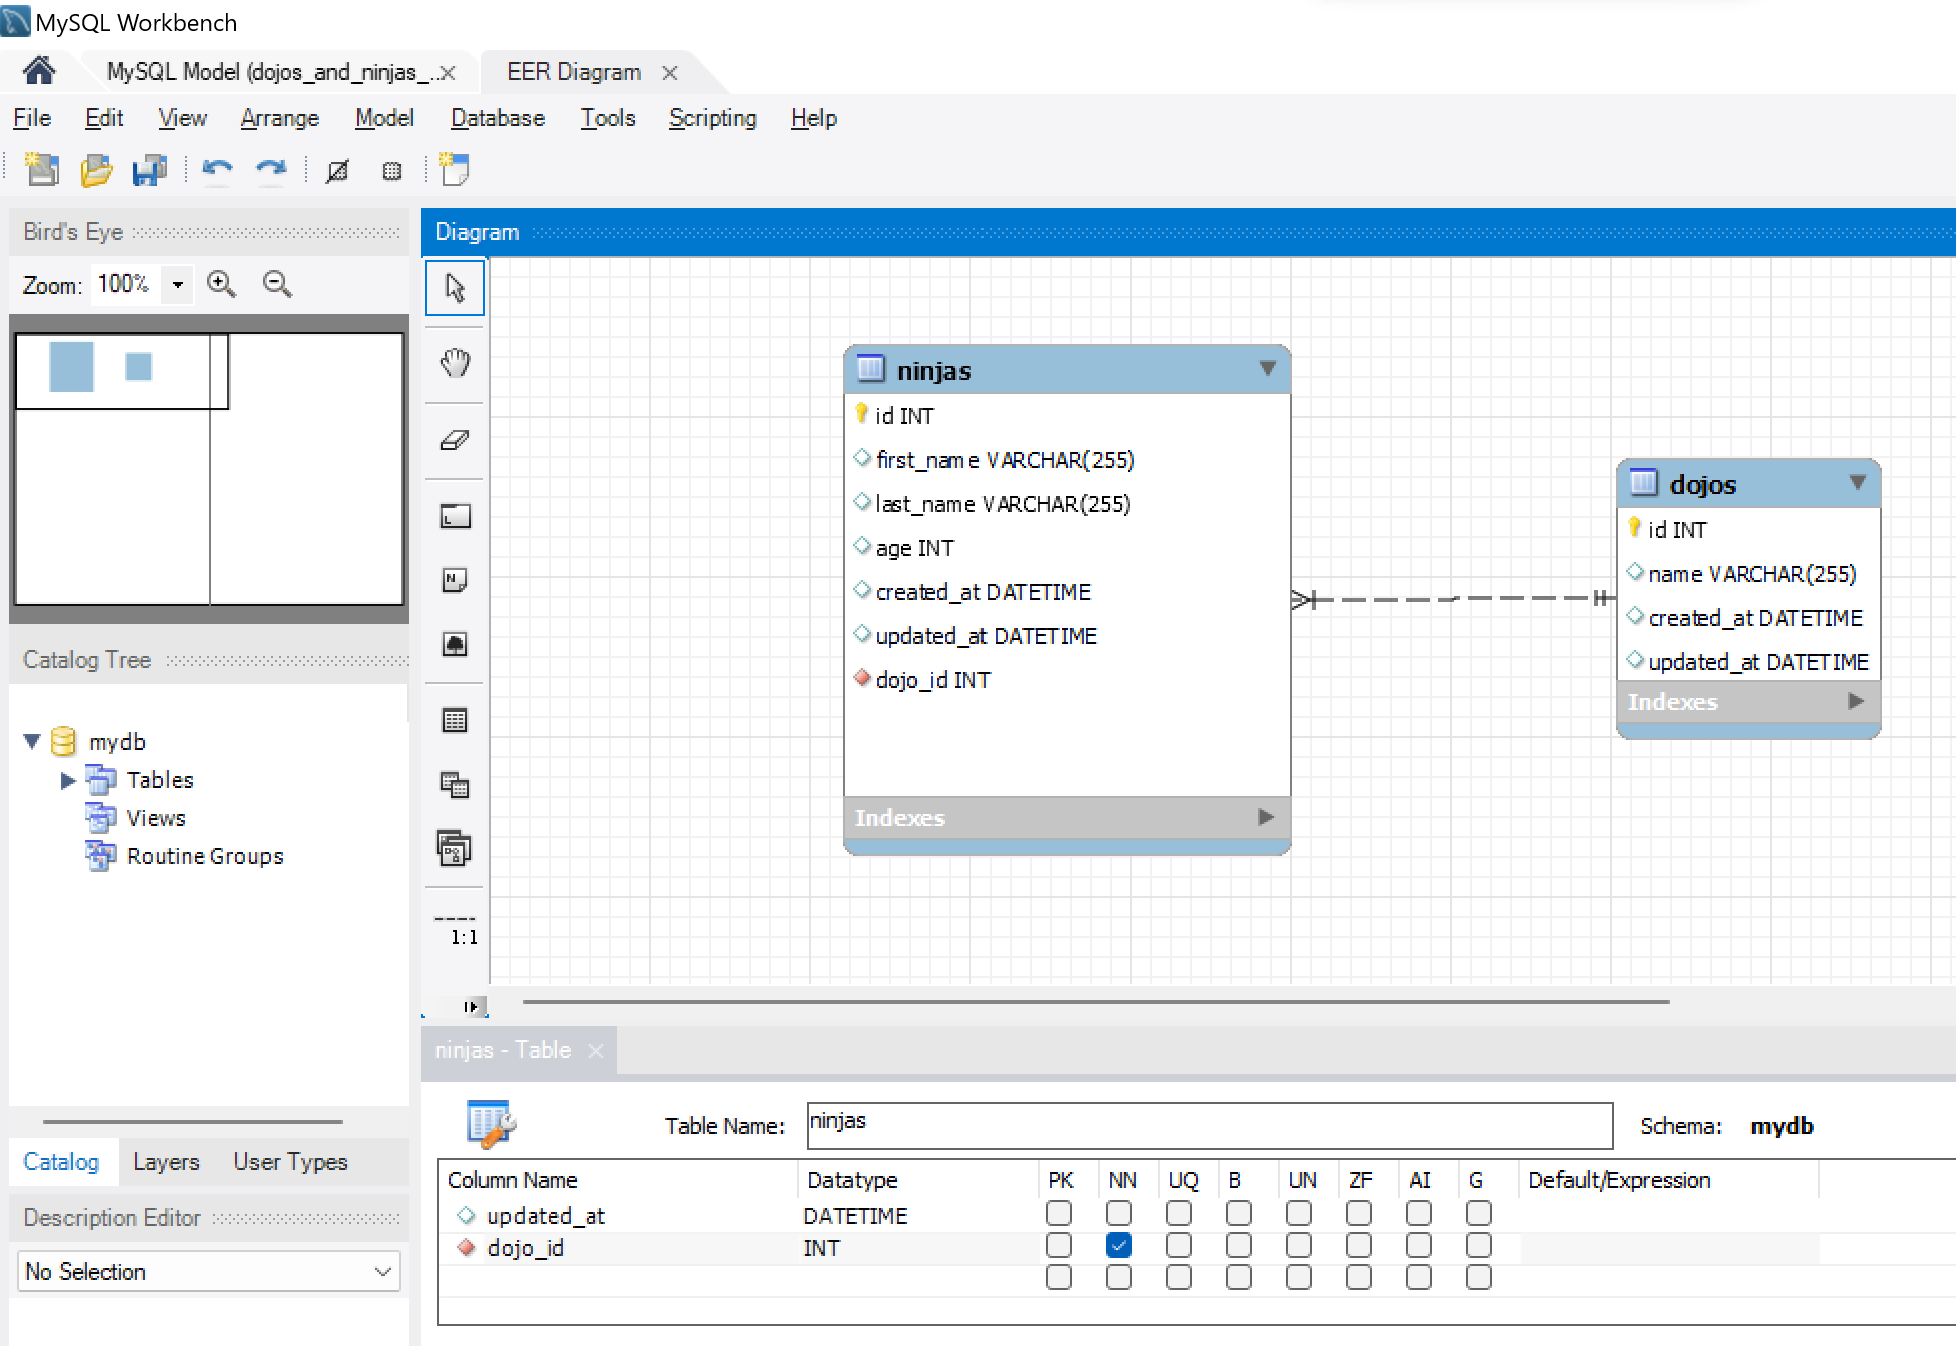 MySQL Workbench
MySQL Model (dojos_and_ninjas_...
EER Diagram
File Edit View Arrange Model Database Tools Scripting Help
Bird's Eye
Zoom: 100%
Diagram
ninjas
id INT
first_name VARCHAR(255)
last_name VARCHAR(255)
age INT
created_at DATETIME
updated_at DATETIME
dojo_id INT
Indexes
dojos
id INT
name VARCHAR(255)
created_at DATETIME
updated_at DATETIME
Indexes
1:1
Catalog Tree
mydb
Tables
Views
Routine Groups
Catalog Layers User Types
Description Editor
No Selection
ninjas - Table
Table Name: ninjas Schema: mydb
Column Name Datatype PK NN UQ B UN ZF AI G Default/Expression
updated_at DATETIME
dojo_id INT